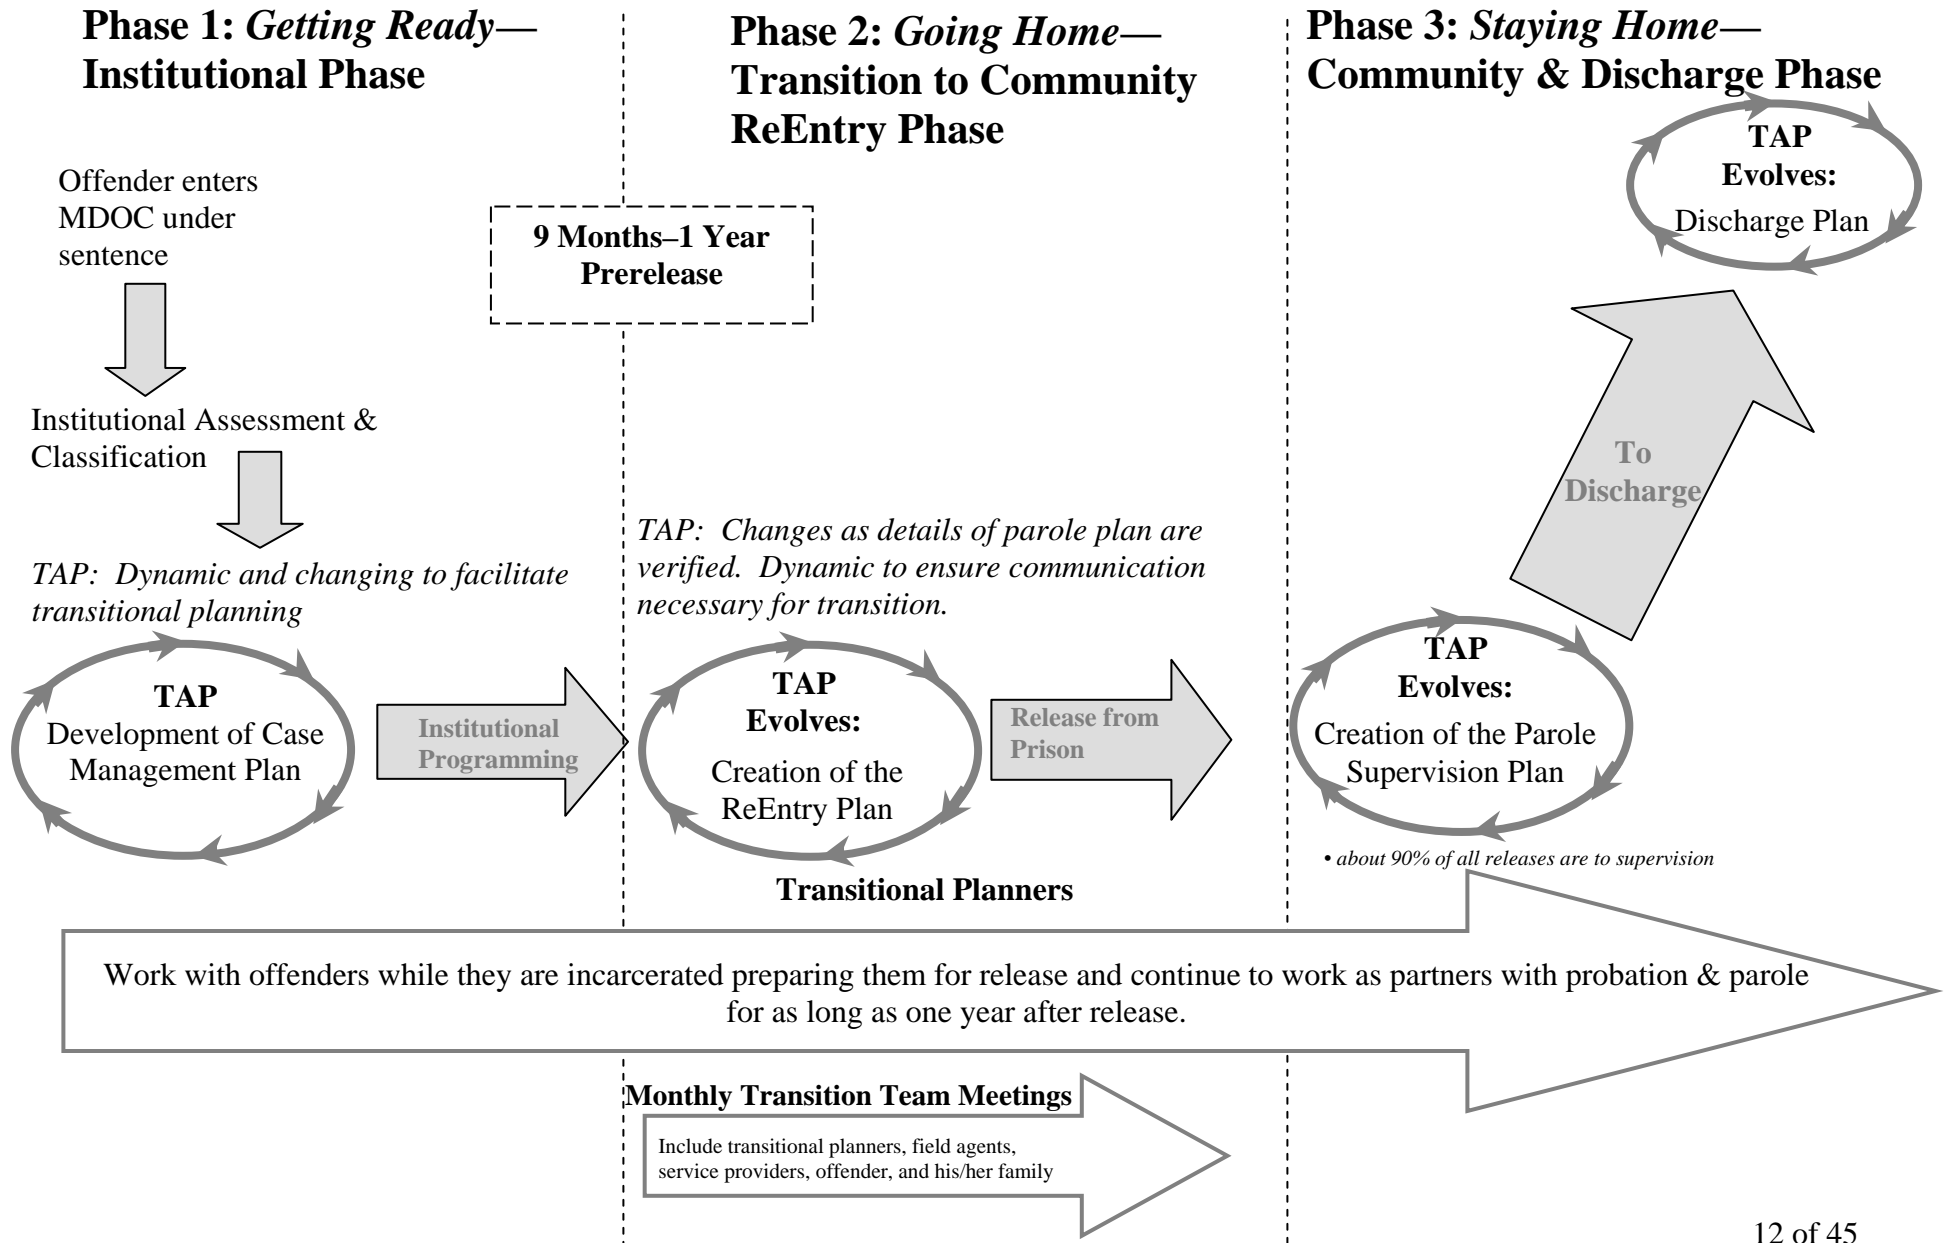 Phase 1: Getting Ready—
Institutional Phase
Phase 2: Going Home—
Transition to Community
ReEntry Phase
Phase 3: Staying Home—
Community & Discharge Phase
Offender enters
MDOC under
sentence
9 Months–1 Year
Prerelease
Institutional Assessment &
Classification
TAP: Dynamic and changing to facilitate
transitional planning
TAP
Development of Case
Management Plan
Institutional
Programming
TAP: Changes as details of parole plan are
verified. Dynamic to ensure communication
necessary for transition.
TAP
Evolves:
Creation of the
ReEntry Plan
Release from
Prison
TAP
Evolves:
Creation of the Parole
Supervision Plan
• about 90% of all releases are to supervision
To
Discharge
TAP
Evolves:
Discharge Plan
Transitional Planners
Work with offenders while they are incarcerated preparing them for release and continue to work as partners with probation & parole
for as long as one year after release.
Monthly Transition Team Meetings
Include transitional planners, field agents,
service providers, offender, and his/her family
12 of 45